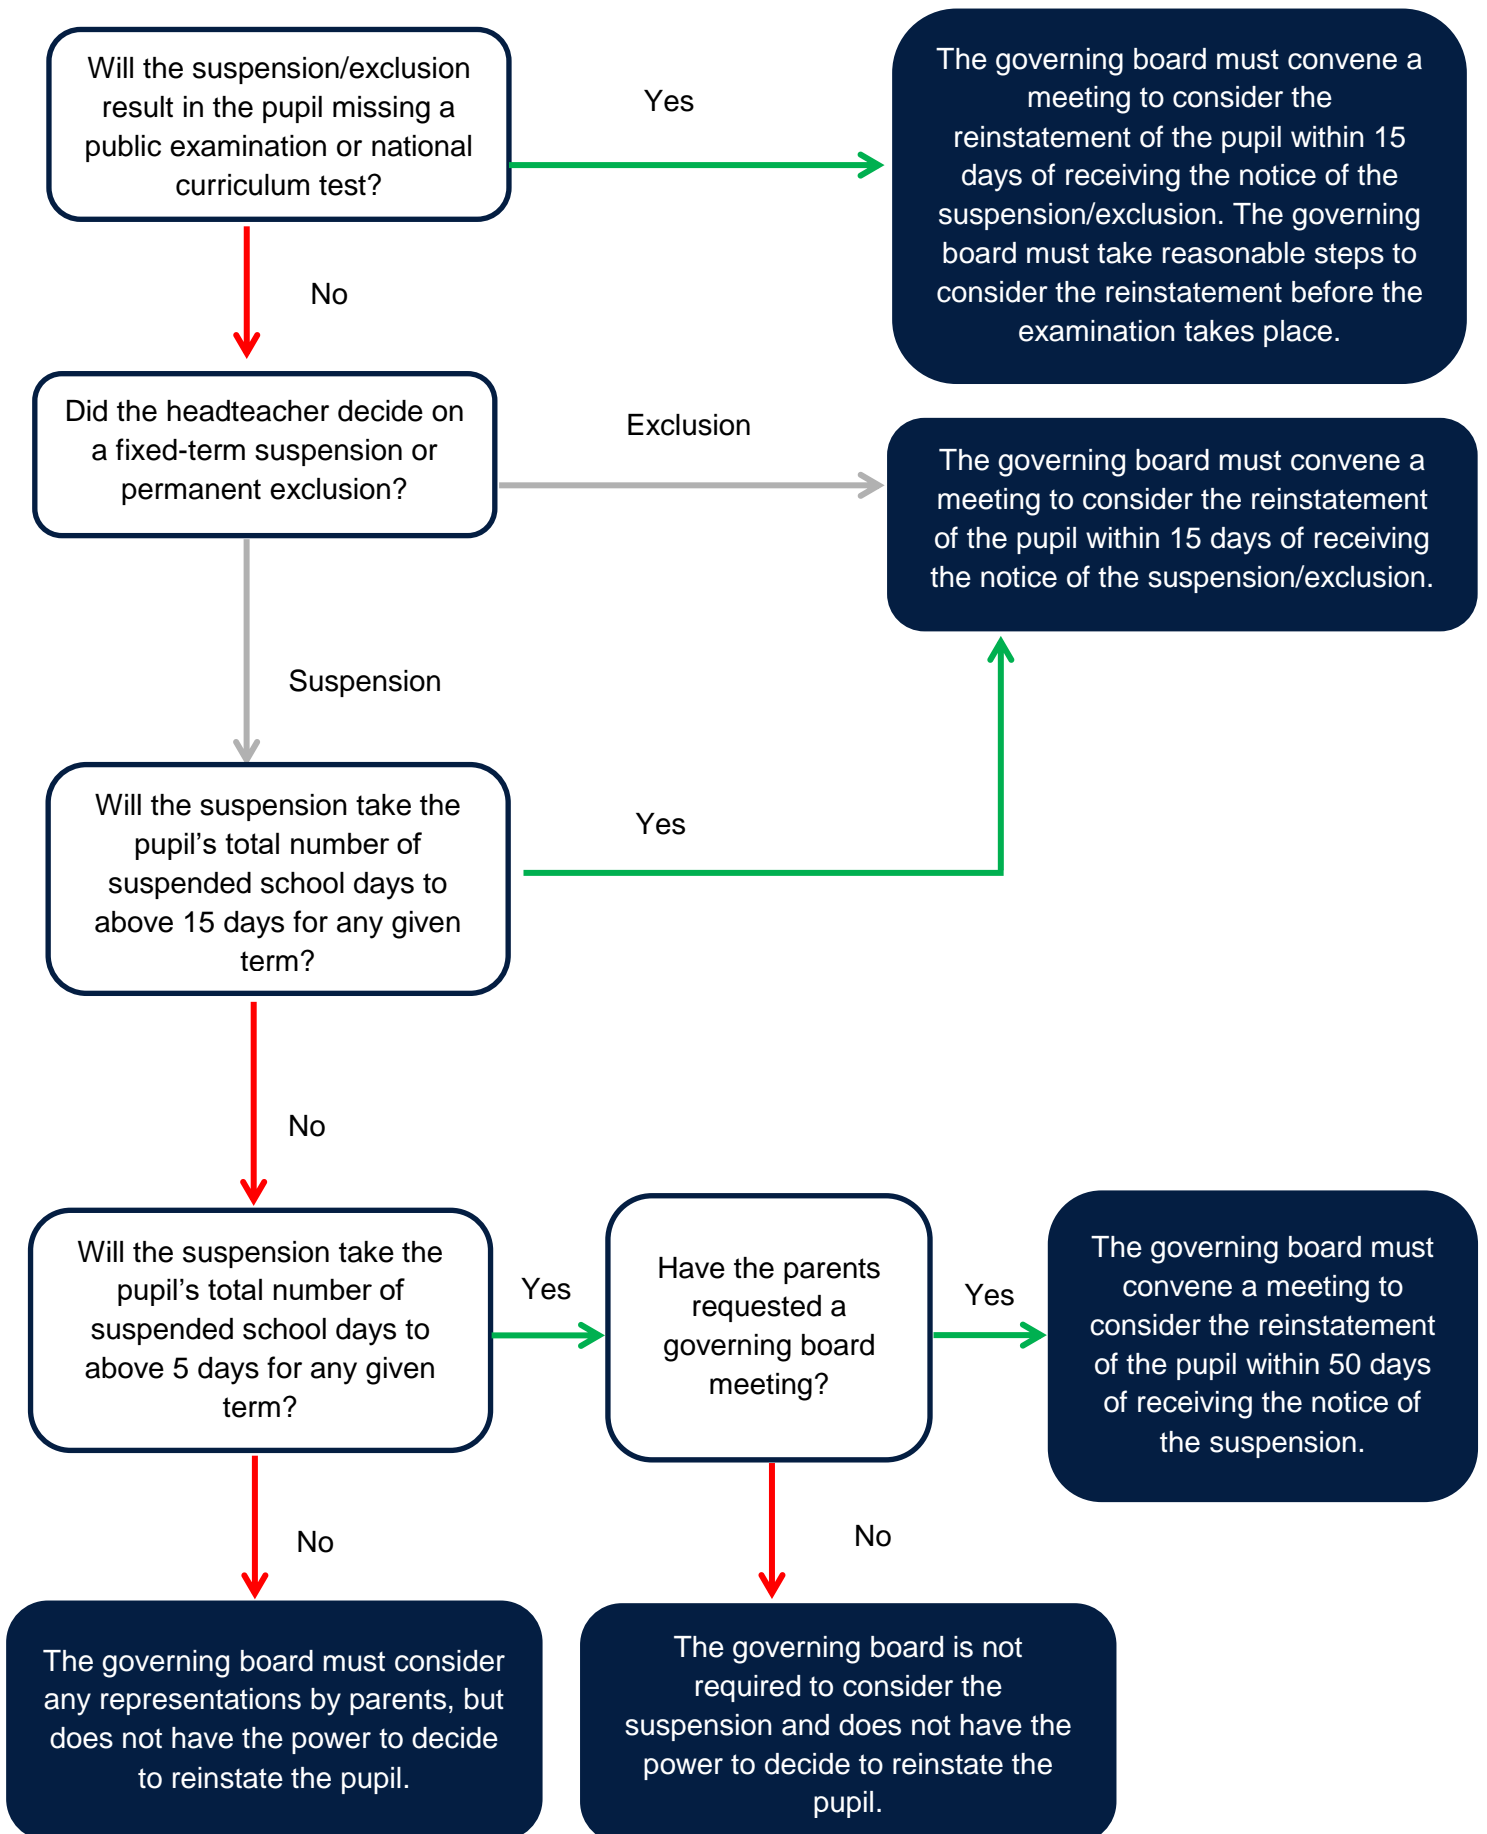 Will the suspension/exclusion
result in the pupil missing a
public examination or national
curriculum test?
Yes
The governing board must convene a
meeting to consider the
reinstatement of the pupil within 15
days of receiving the notice of the
suspension/exclusion. The governing
board must take reasonable steps to
consider the reinstatement before the
examination takes place.
No
Did the headteacher decide on
a fixed-term suspension or
permanent exclusion?
Exclusion
The governing board must convene a
meeting to consider the reinstatement
of the pupil within 15 days of receiving
the notice of the suspension/exclusion.
Suspension
Will the suspension take the
pupil’s total number of
suspended school days to
above 15 days for any given
term?
Yes
No
Will the suspension take the
pupil’s total number of
suspended school days to
above 5 days for any given
term?
Yes
Have the parents
requested a
governing board
meeting?
Yes
The governing board must
convene a meeting to
consider the reinstatement
of the pupil within 50 days
of receiving the notice of
the suspension.
No
No
The governing board must consider
any representations by parents, but
does not have the power to decide
to reinstate the pupil.
The governing board is not
required to consider the
suspension and does not have the
power to decide to reinstate the
pupil.